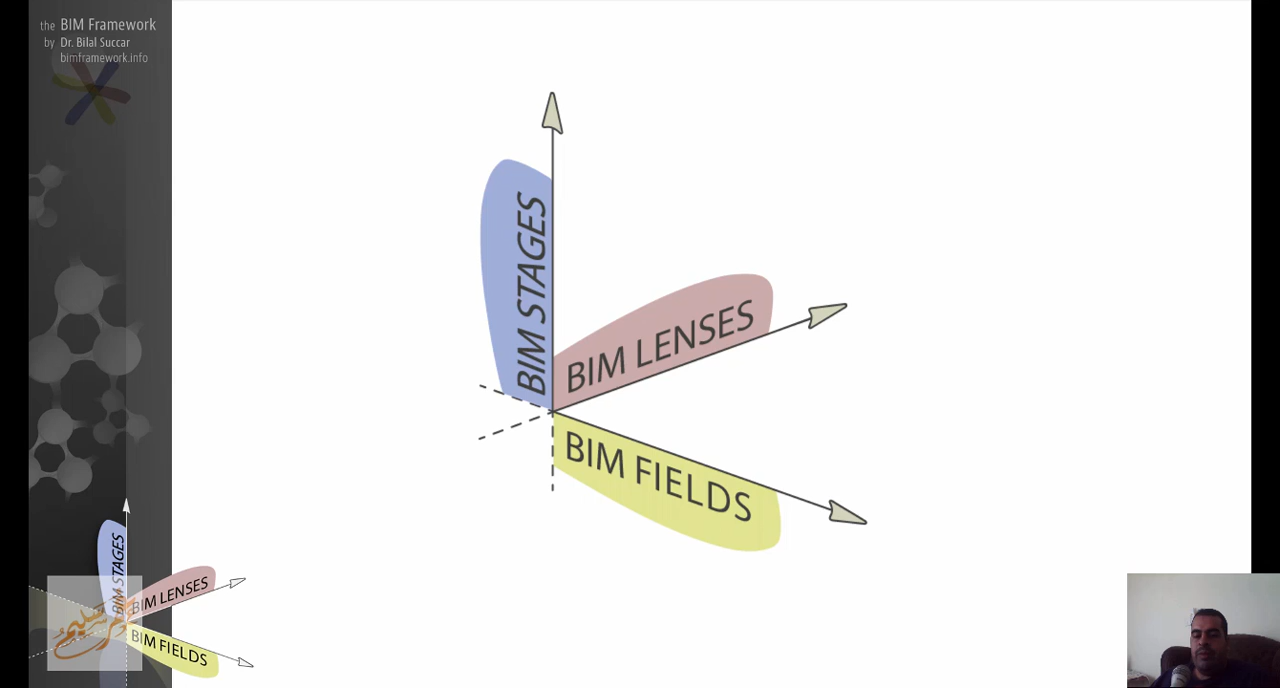 the BIM Framework
by Dr. Bilal Succar
bimframework.info
BIM STAGES
BIM LENSES
BIM FIELDS
BIM STAGES
BIM LENSES
BIM FIELDS